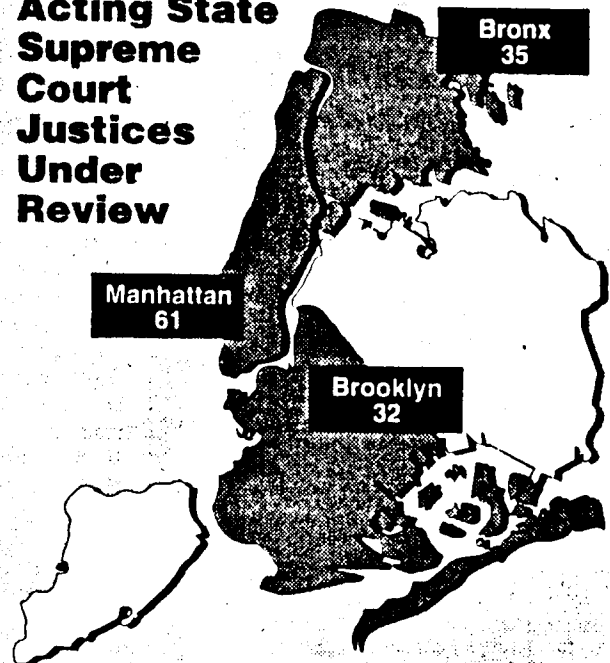 Acting State
Supreme
Court
Justices
Under
Review
Bronx
35
Manhattan
61
Brooklyn
32